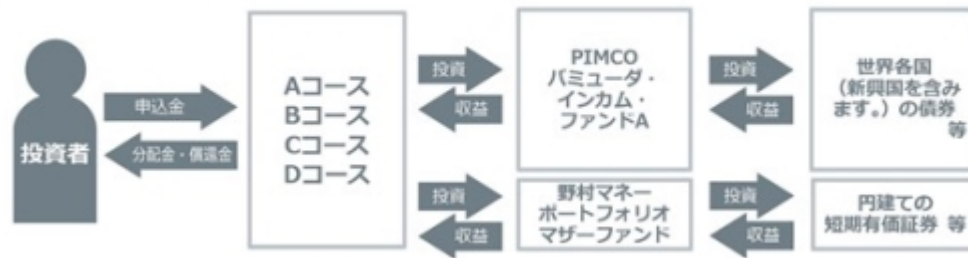 投資者
申込金
分配金・償還金
Aコース
Bコース
Cコース
Dコース
投資
収益
PIMCO
バミューダ・
インカム・
ファンドA
投資
収益
世界各国
（新興国を含み
ます。）の債券
等
投資
収益
野村マネー
ポートフォリオ
マザーファンド
投資
収益
円建ての
短期有価証券 等